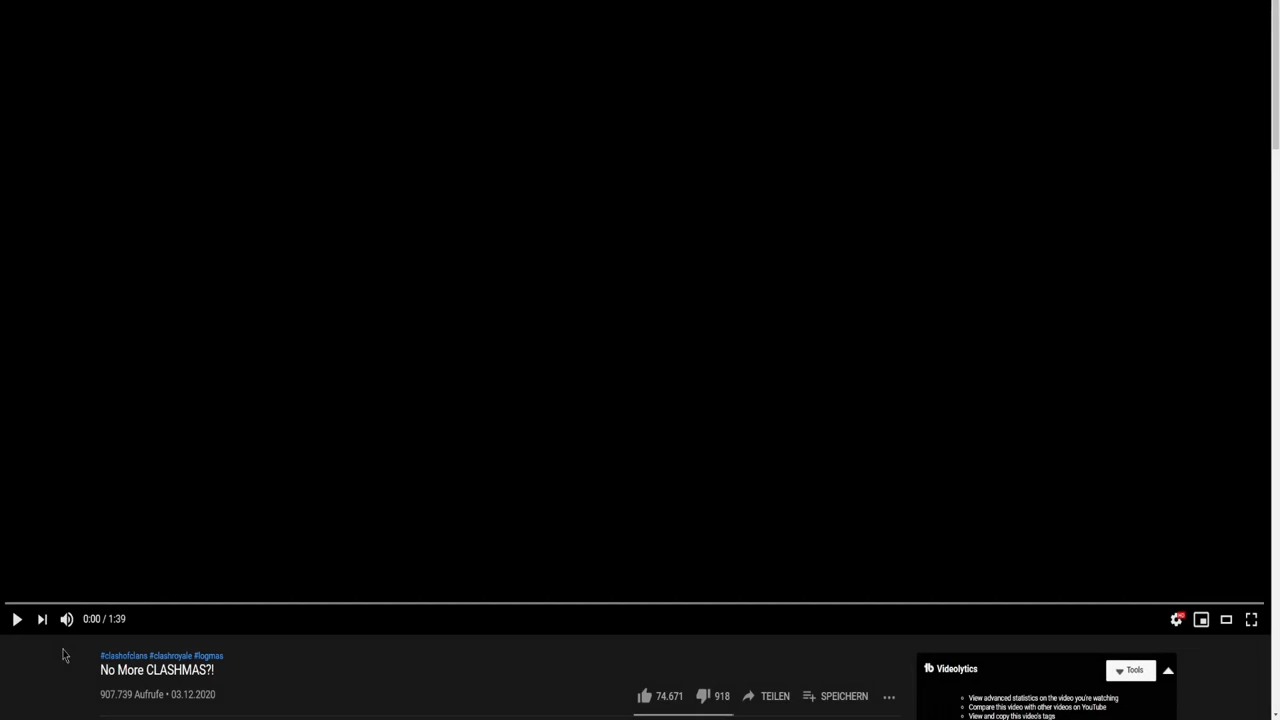 0:00 / 1:39
HD
#clashofclans #clashroyale #logmas
No More CLASHMAS?!
907.739 Aufrufe • 03.12.2020
74.671 918 TEILEN SPEICHERN
Videolytics
Tools
View advanced statistics on the video you're watching
Compare this video with other videos on YouTube
View and copy this video's tags